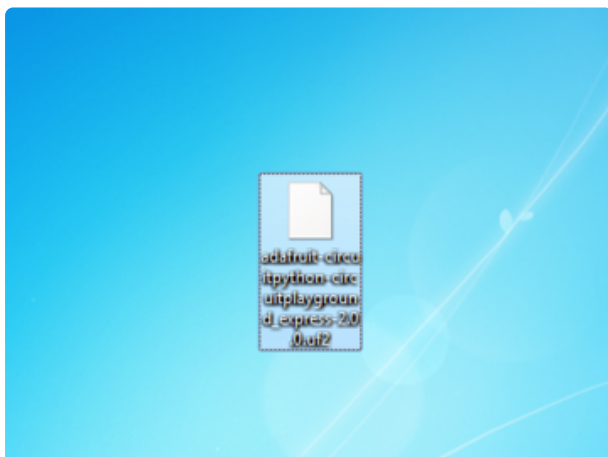 adafruit-circu
itpython-circ
uitplaygroun
d_express-2.0
.0.uf2